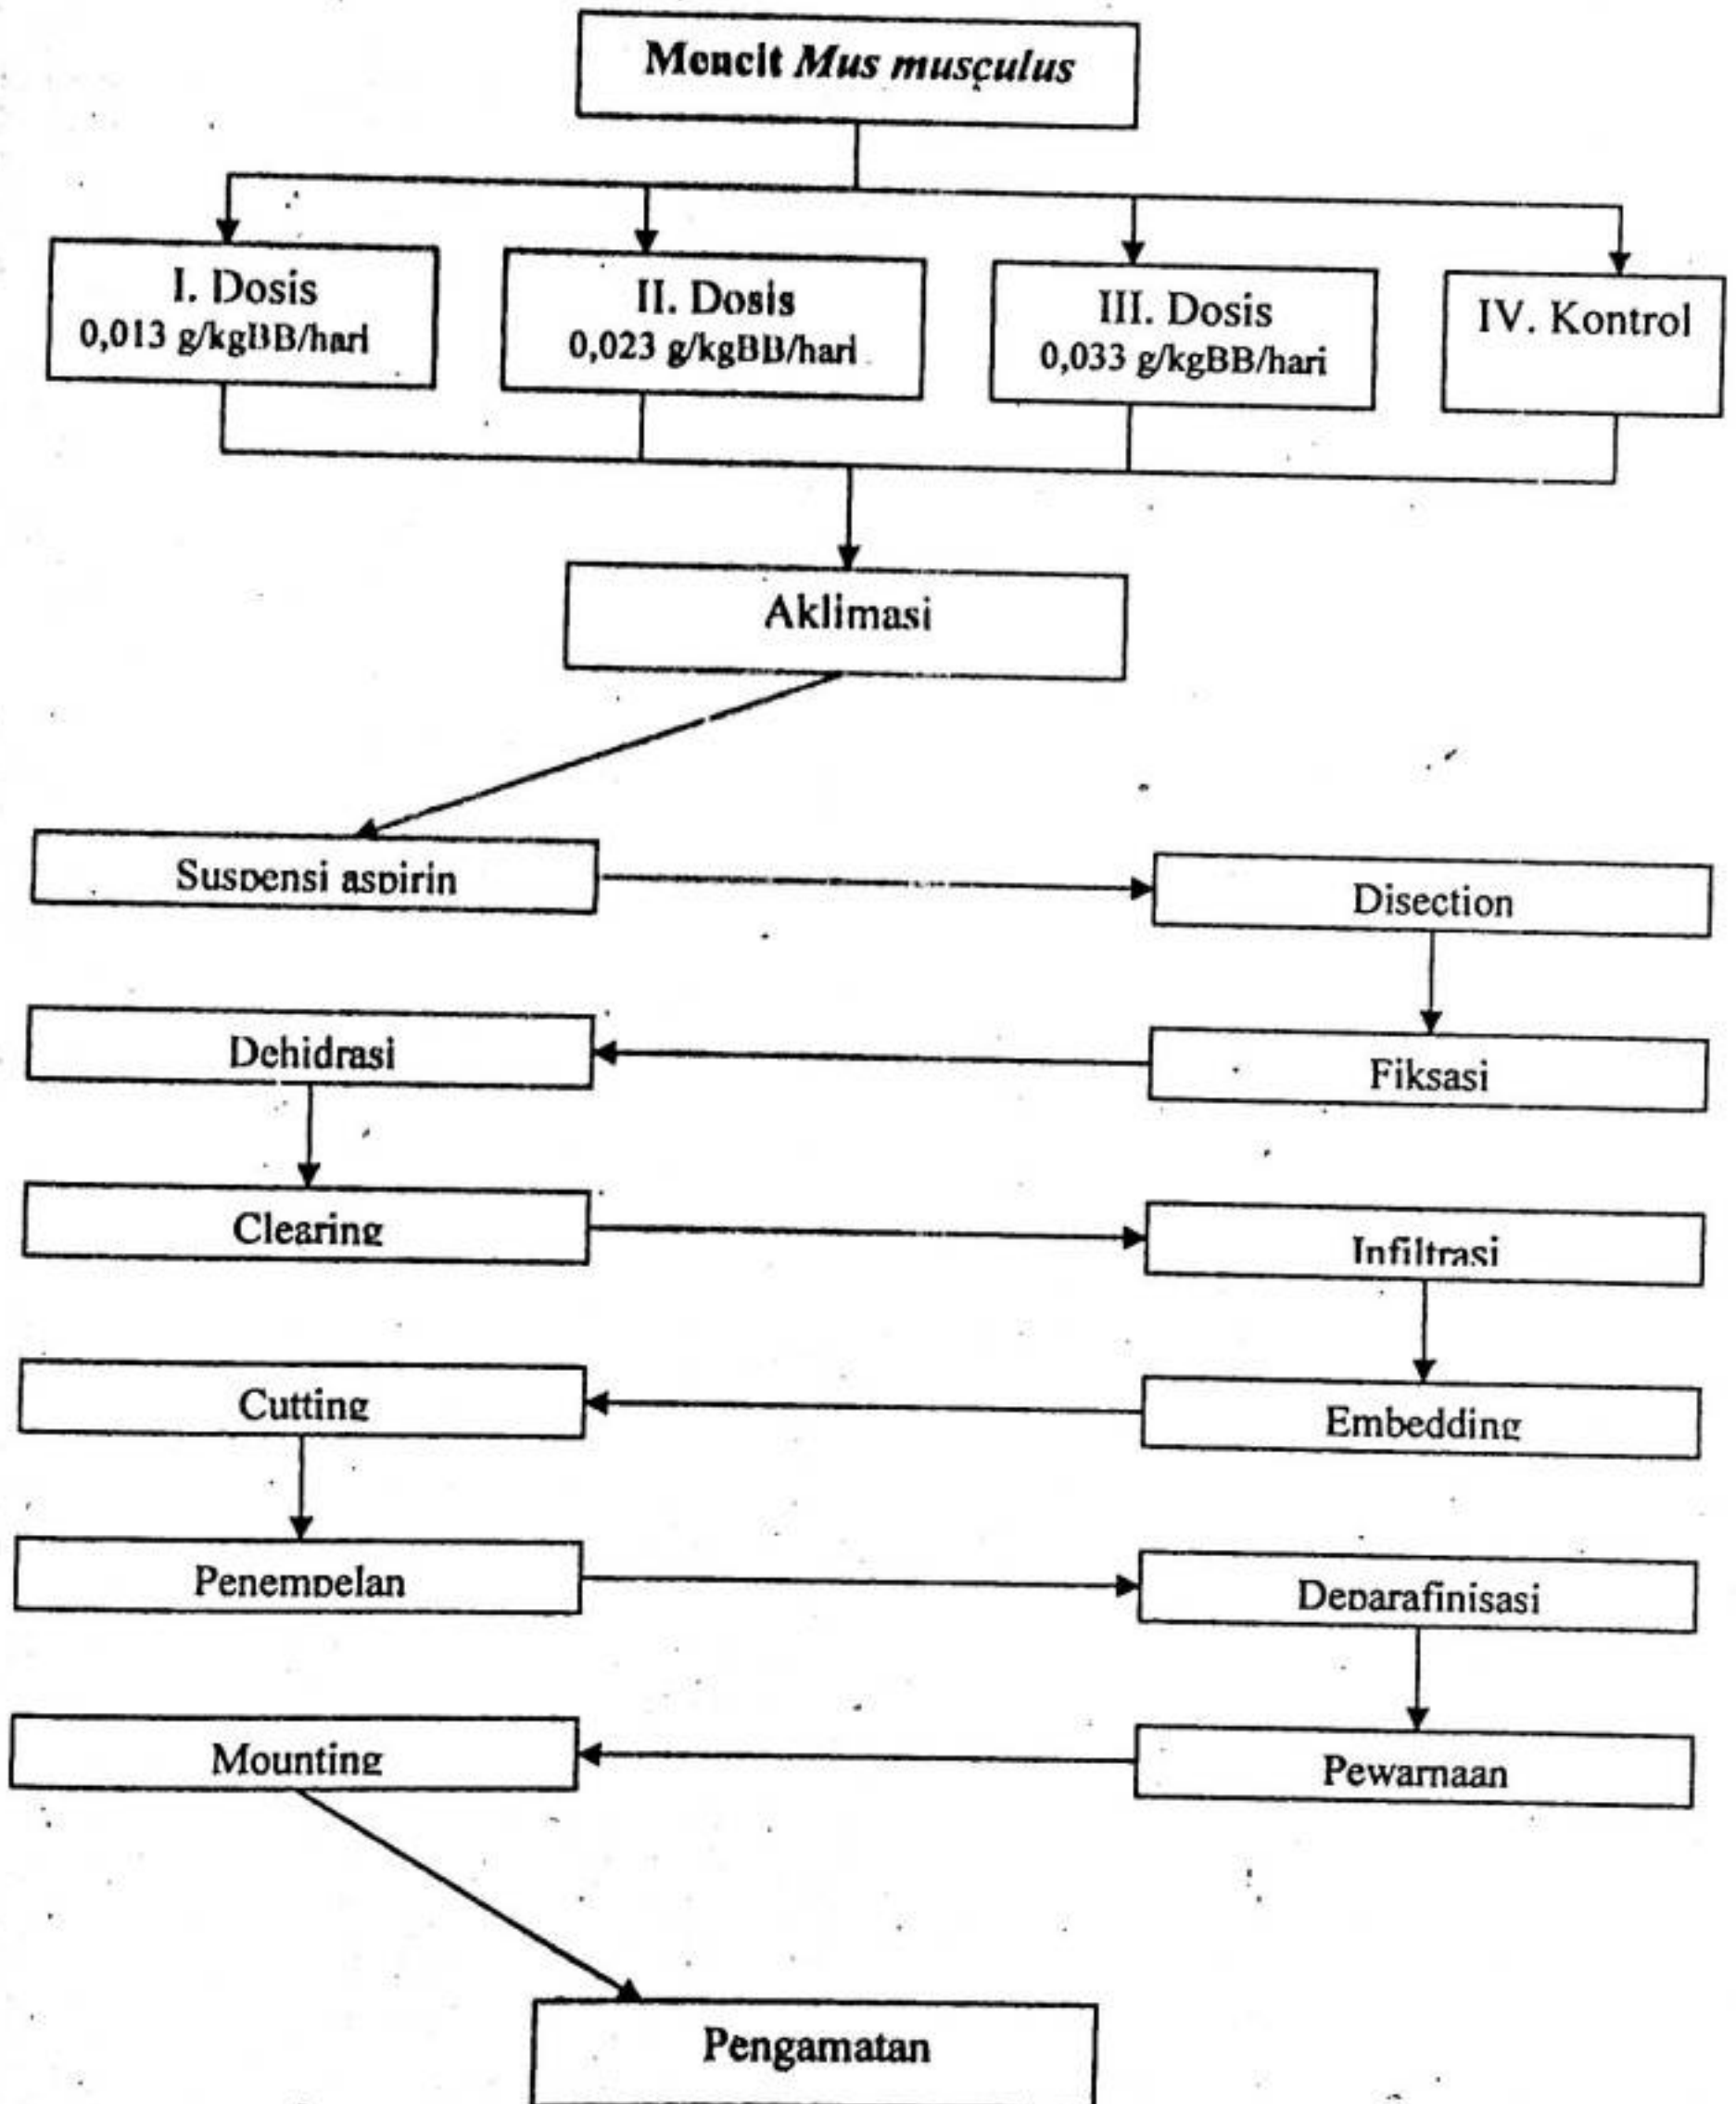 Mencit Mus musculus
I. Dosis
0,013 g/kgBB/hari
II. Dosis
0,023 g/kgBB/hari
III. Dosis
0,033 g/kgBB/hari
IV. Kontrol
Aklimasi
Suspensi aspirin
Disection
Dehidrasi
Fiksasi
Clearing
Infiltrasi
Cutting
Embedding
Penempelan
Deparafinisasi
Mounting
Pewarnaan
Pengamatan